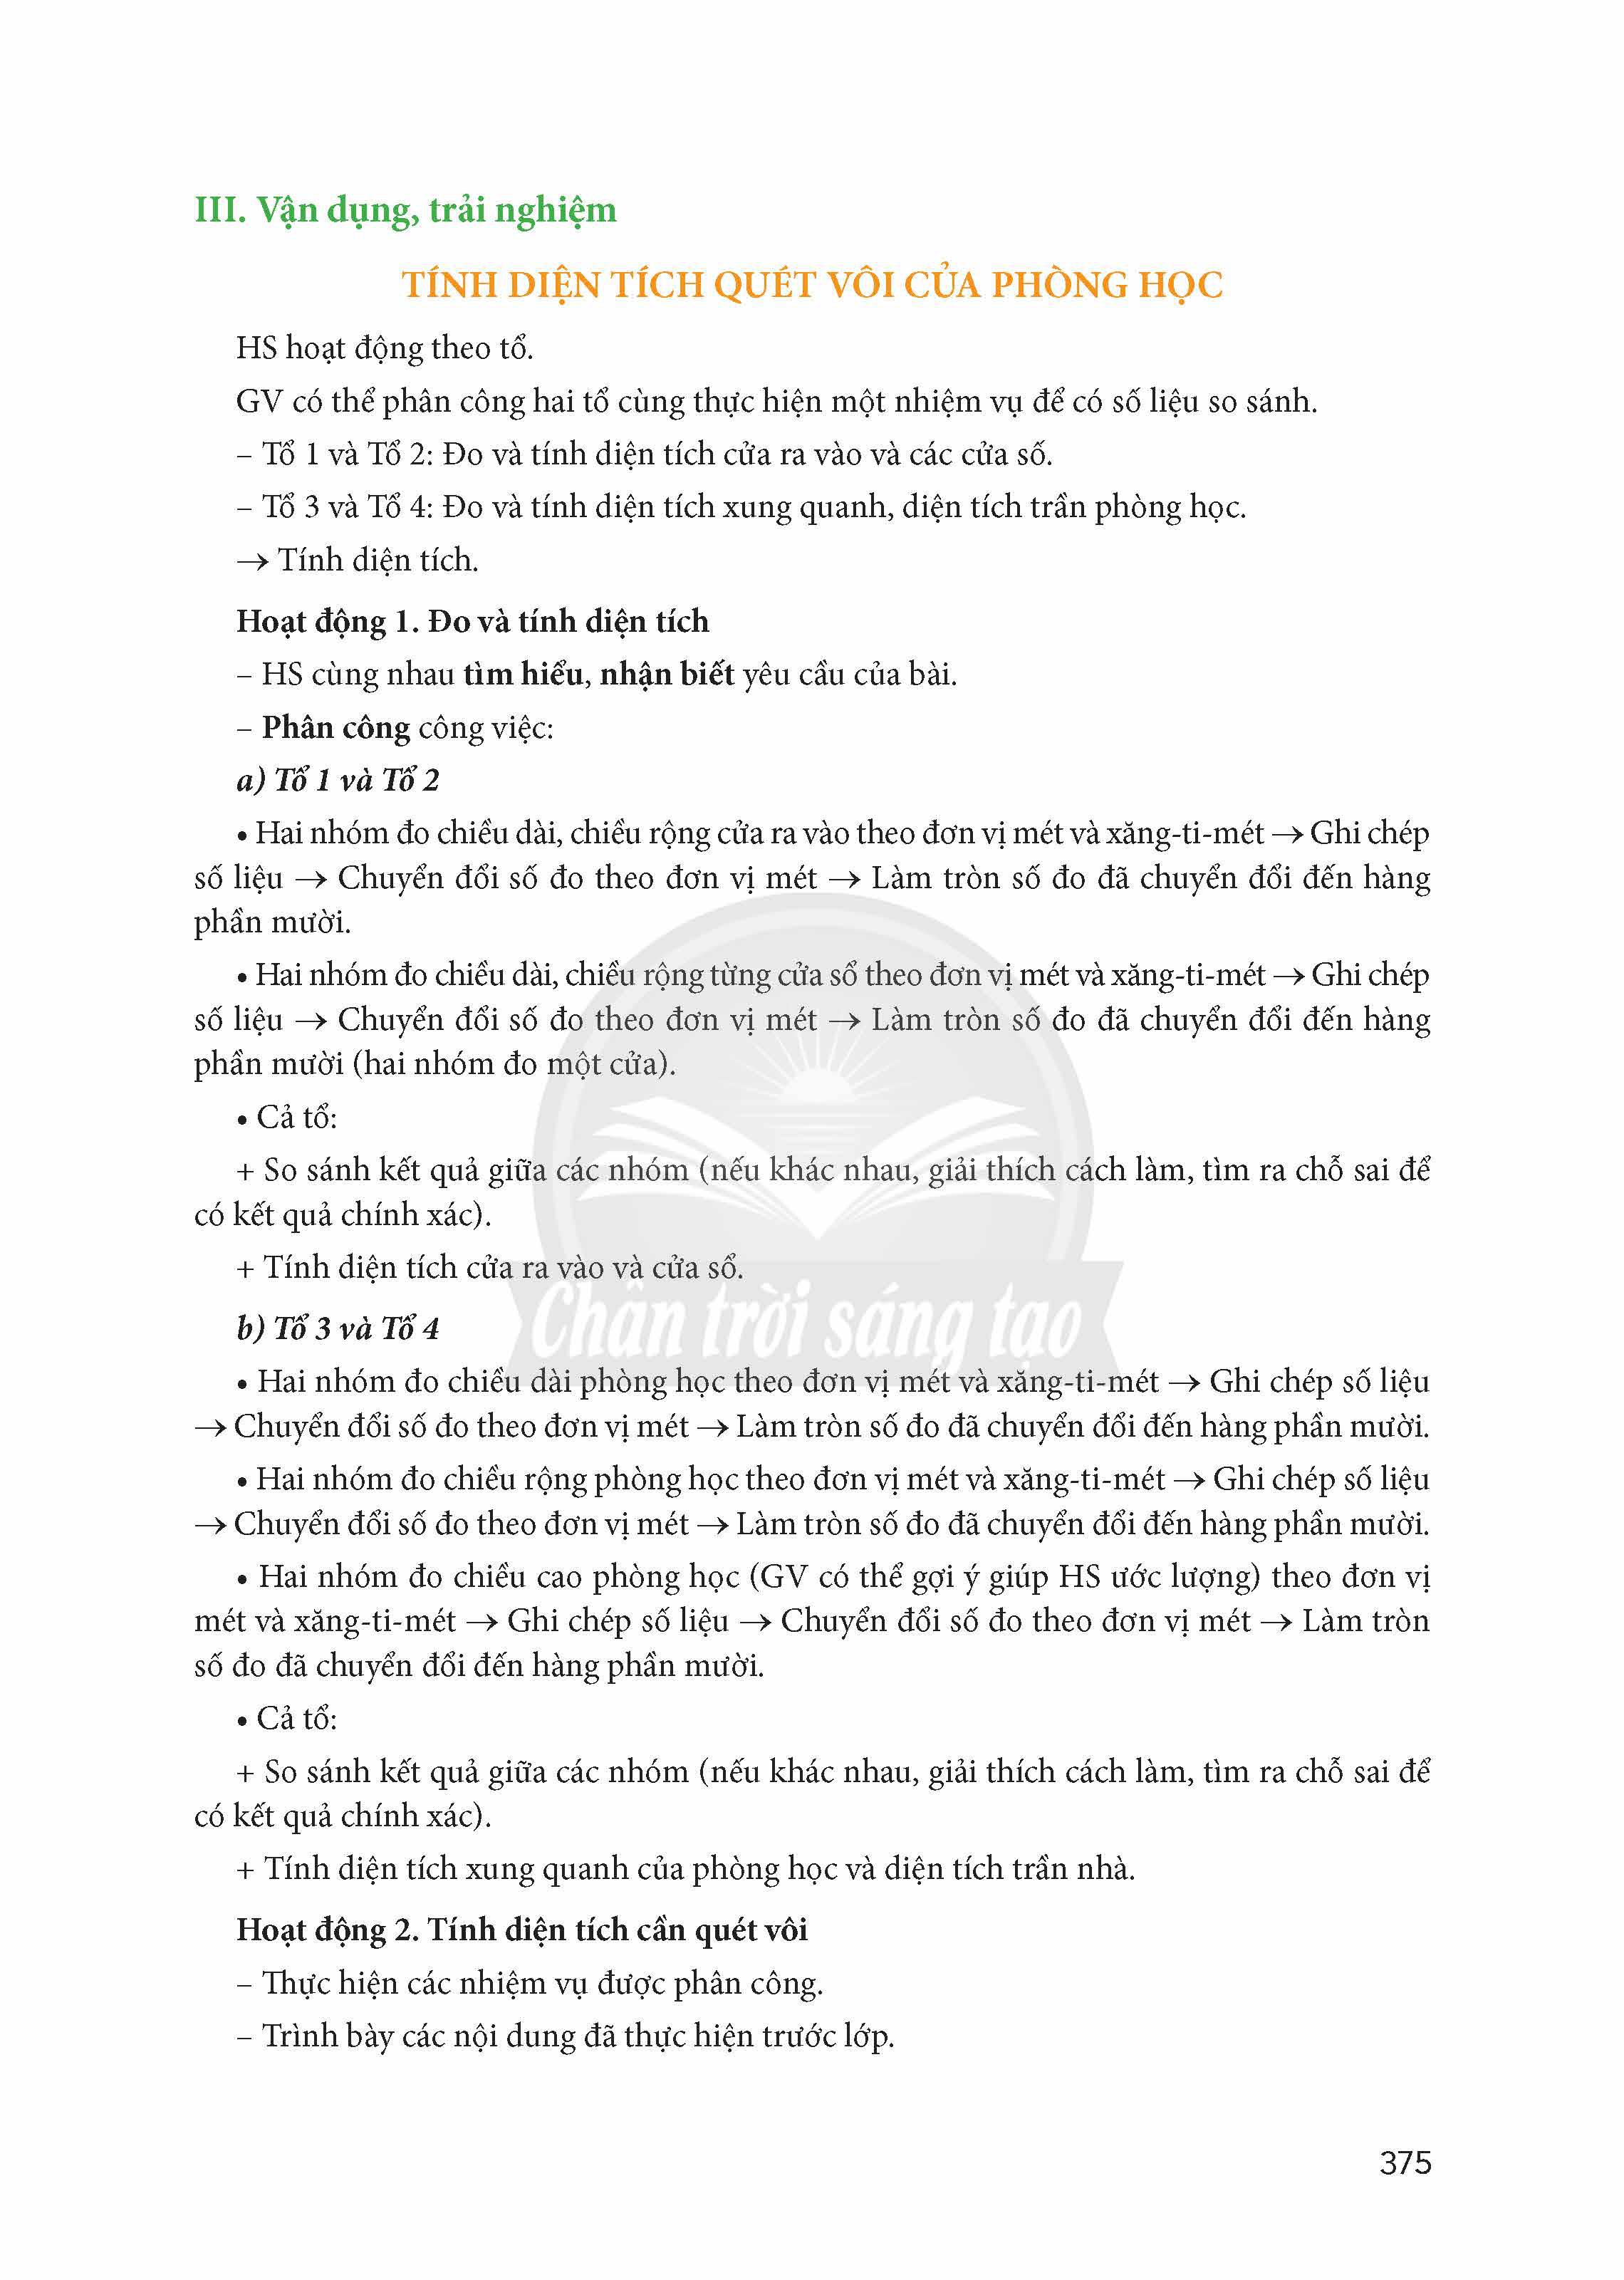 III. Vận dụng, trải nghiệm
TÍNH DIỆN TÍCH QUÉT VÔI CỦA PHÒNG HỌC
HS hoạt động theo tổ.
GV có thể phân công hai tổ cùng thực hiện một nhiệm vụ để có số liệu so sánh.
– Tổ 1 và Tổ 2: Đo và tính diện tích cửa ra vào và các cửa số.
– Tổ 3 và Tổ 4: Đo và tính diện tích xung quanh, diện tích trần phòng học.
→ Tính diện tích.
Hoạt động 1. Đo và tính diện tích
– HS cùng nhau tìm hiểu, nhận biết yêu cầu của bài.
– Phân công công việc:
a) Tổ 1 và Tổ 2
• Hai nhóm đo chiều dài, chiều rộng cửa ra vào theo đơn vị mét và xăng-ti-mét → Ghi chép
số liệu → Chuyển đổi số đo theo đơn vị mét → Làm tròn số đo đã chuyển đổi đến hàng
phần mười.
• Hai nhóm đo chiều dài, chiều rộng từng cửa sổ theo đơn vị mét và xăng-ti-mét → Ghi chép
số liệu → Chuyển đổi số đo theo đơn vị mét → Làm tròn số đo đã chuyển đổi đến hàng
phần mười (hai nhóm đo một cửa).
• Cả tổ:
+ So sánh kết quả giữa các nhóm (nếu khác nhau, giải thích cách làm, tìm ra chỗ sai để
có kết quả chính xác).
+ Tính diện tích cửa ra vào và cửa sổ.
Chân trời sáng tạo
b) Tổ 3 và Tổ 4
• Hai nhóm đo chiều dài phòng học theo đơn vị mét và xăng-ti-mét → Ghi chép số liệu
→ Chuyển đổi số đo theo đơn vị mét → Làm tròn số đo đã chuyển đổi đến hàng phần mười.
• Hai nhóm đo chiều rộng phòng học theo đơn vị mét và xăng-ti-mét → Ghi chép số liệu
→ Chuyển đổi số đo theo đơn vị mét → Làm tròn số đo đã chuyển đổi đến hàng phần mười.
• Hai nhóm đo chiều cao phòng học (GV có thể gợi ý giúp HS ước lượng) theo đơn vị
mét và xăng-ti-mét → Ghi chép số liệu → Chuyển đổi số đo theo đơn vị mét → Làm tròn
số đo đã chuyển đổi đến hàng phần mười.
• Cả tổ:
+ So sánh kết quả giữa các nhóm (nếu khác nhau, giải thích cách làm, tìm ra chỗ sai để
có kết quả chính xác).
+ Tính diện tích xung quanh của phòng học và diện tích trần nhà.
Hoạt động 2. Tính diện tích cần quét vôi
– Thực hiện các nhiệm vụ được phân công.
– Trình bày các nội dung đã thực hiện trước lớp.
375